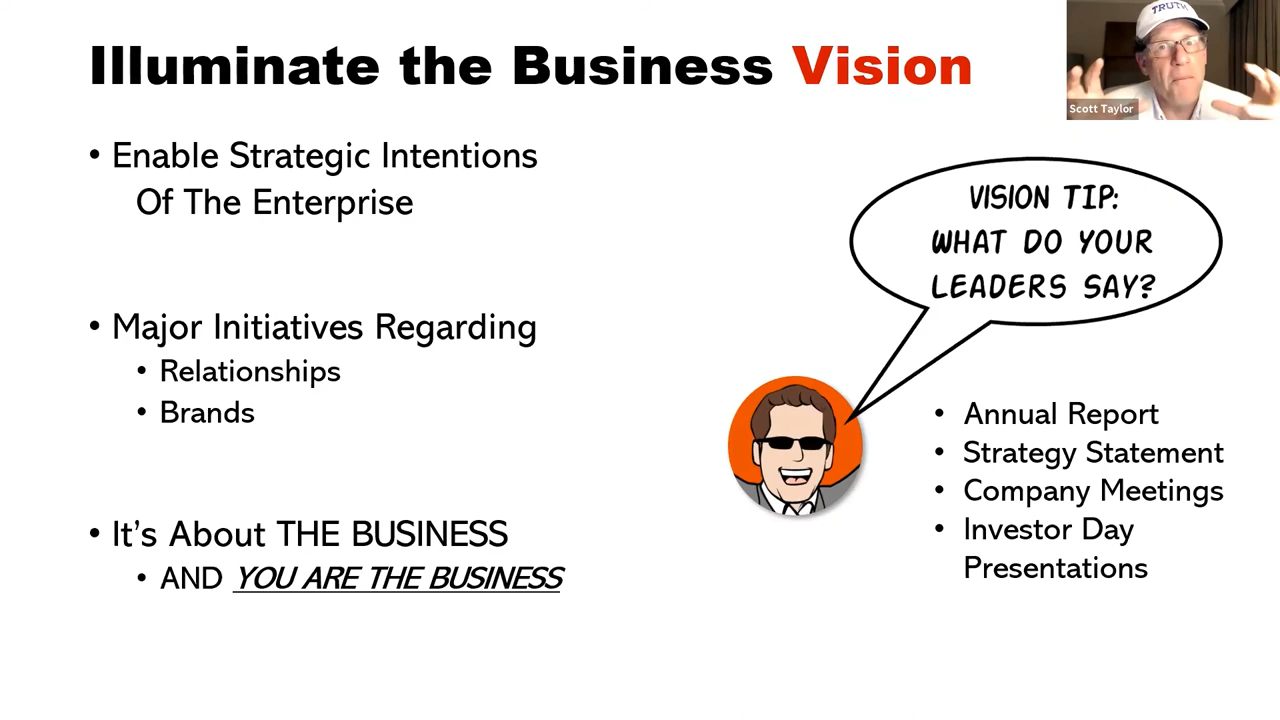 Illuminate the Business Vision
TRUTH
Scott Taylor
• Enable Strategic Intentions
Of The Enterprise
• Major Initiatives Regarding
• Relationships
• Brands
• It's About THE BUSINESS
• AND YOU ARE THE BUSINESS
VISION TIP:
WHAT DO YOUR
LEADERS SAY?
• Annual Report
• Strategy Statement
• Company Meetings
• Investor Day
Presentations